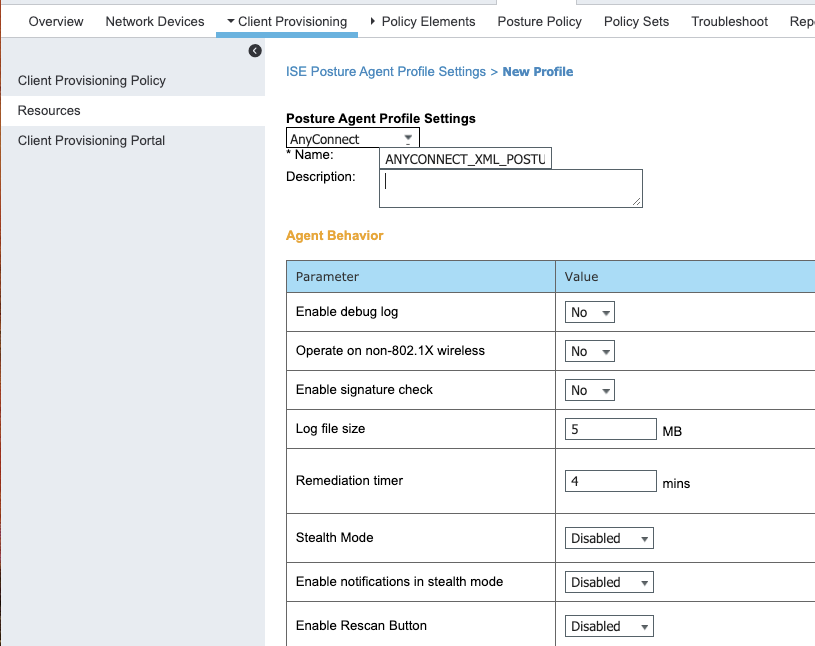 Overview Network Devices Client Provisioning Policy Elements Posture Policy Policy Sets Troubleshoot
Client Provisioning Policy
Resources
Client Provisioning Portal
ISE Posture Agent Profile Settings > New Profile
Posture Agent Profile Settings
AnyConnect
* Name: ANYCONNECT_XML_POSTU
Description:
Agent Behavior
Parameter Value
Enable debug log No
Operate on non-802.1X wireless No
Enable signature check No
Log file size 5 MB
Remediation timer 4 mins
Stealth Mode Disabled
Enable notifications in stealth mode Disabled
Enable Rescan Button Disabled